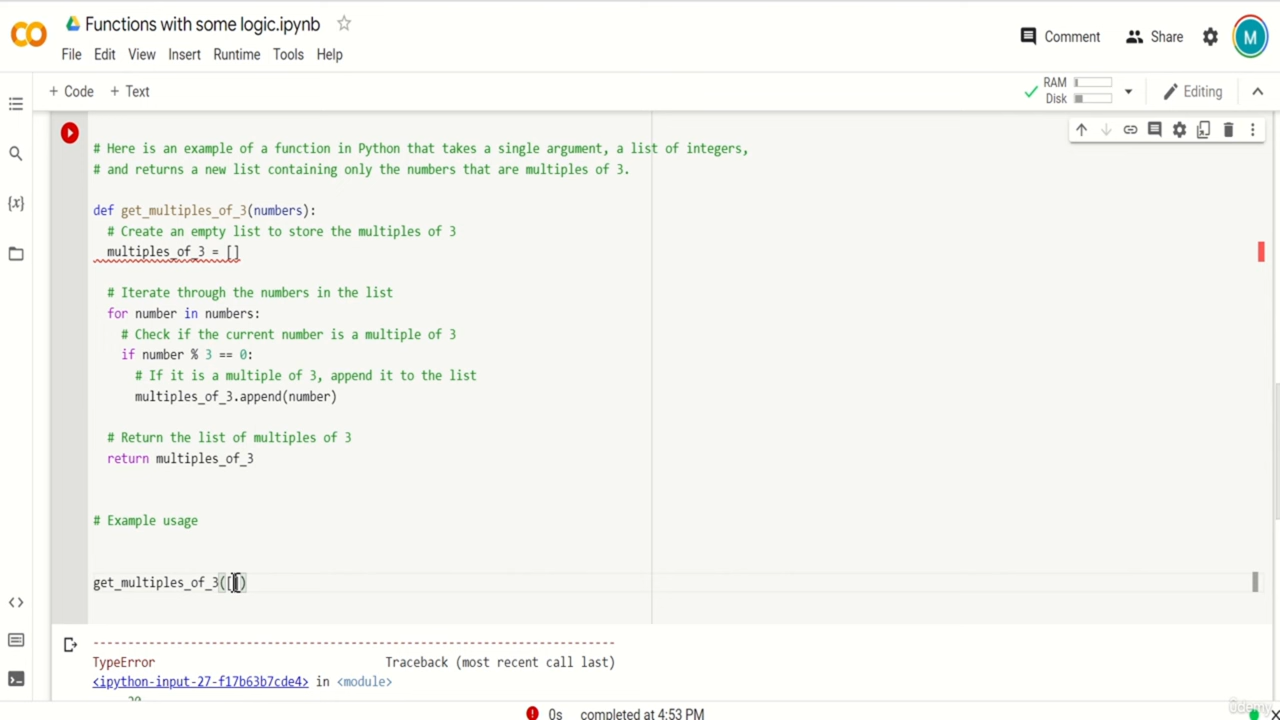 Functions with some logic.ipynb
Comment
Share
M
File Edit View Insert Runtime Tools Help
+ Code + Text
RAM
Disk
Editing
# Here is an example of a function in Python that takes a single argument, a list of integers,
# and returns a new list containing only the numbers that are multiples of 3.
def get_multiples_of_3(numbers):
# Create an empty list to store the multiples of 3
multiples_of_3 = []
# Iterate through the numbers in the list
for number in numbers:
# Check if the current number is a multiple of 3
if number % 3 == 0:
# If it is a multiple of 3, append it to the list
multiples_of_3.append(number)
# Return the list of multiples of 3
return multiples_of_3
# Example usage
get_multiples_of_3([])
---------------------------------------------------------------------------
TypeError Traceback (most recent call last)
<ipython-input-27-f17b63b7cde4> in <module>
0s completed at 4:53 PM
udemy